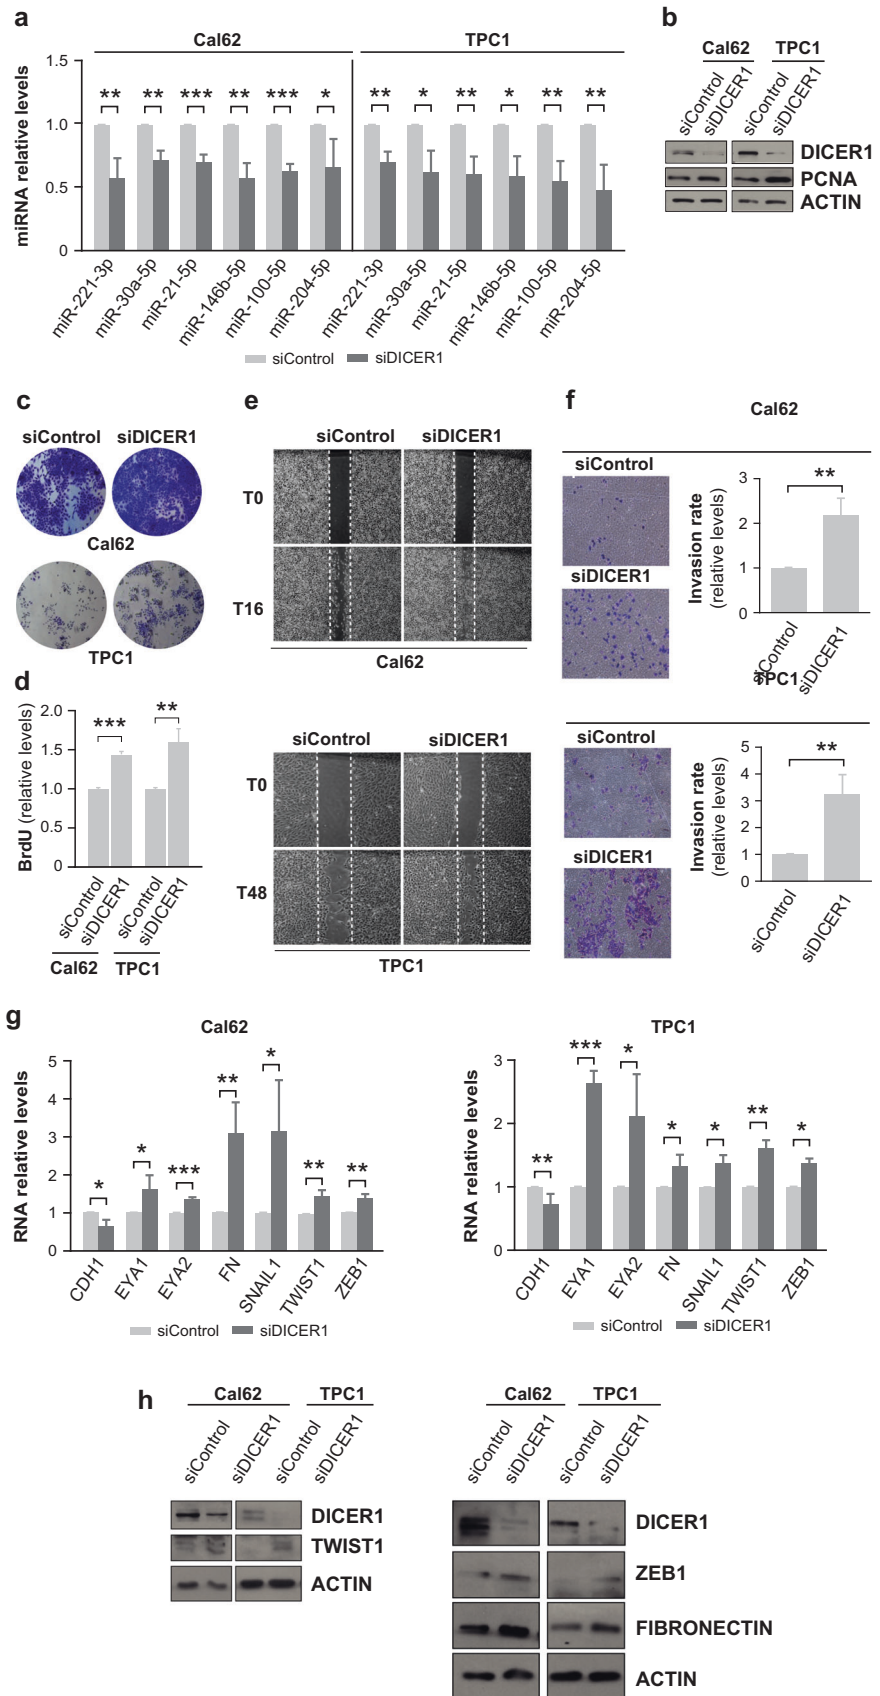 a
Cal62 TPC1
miRNA relative levels
1.5
1.0
0.5
0
** ** *** ** *** * ** * ** * ** **
miR-221-3p miR-30a-5p miR-21-5p miR-146b-5p miR-100-5p miR-204-5p miR-221-3p miR-30a-5p miR-21-5p miR-146b-5p miR-100-5p miR-204-5p
siControl siDICER1
b
Cal62 TPC1
siControl siDICER1 siControl siDICER1
DICER1
PCNA
ACTIN
c
siControl siDICER1
Cal62
TPC1
d
BrdU (relative levels)
2.0
1.5
1.0
0.5
0
*** **
siControl siDICER1 siControl siDICER1
Cal62 TPC1
e
siControl siDICER1
T0
T16
Cal62
siControl siDICER1
T0
T48
TPC1
f
Cal62
siControl
siDICER1
Invasion rate
(relative levels)
3
2
1
0
**
siControl siDICER1
TPC1
siControl
siDICER1
Invasion rate
(relative levels)
5
4
3
2
1
0
**
siControl siDICER1
g
Cal62
RNA relative levels
5
4
3
2
1
0
* * *** ** * ** **
CDH1 EYA1 EYA2 FN SNAIL1 TWIST1 ZEB1
siControl siDICER1
TPC1
RNA relative levels
3
2
1
0
** *** * * * ** *
CDH1 EYA1 EYA2 FN SNAIL1 TWIST1 ZEB1
siControl siDICER1
h
Cal62 TPC1
siControl siDICER1 siControl siDICER1
DICER1
TWIST1
ACTIN
Cal62 TPC1
siControl siDICER1 siControl siDICER1
DICER1
ZEB1
FIBRONECTIN
ACTIN